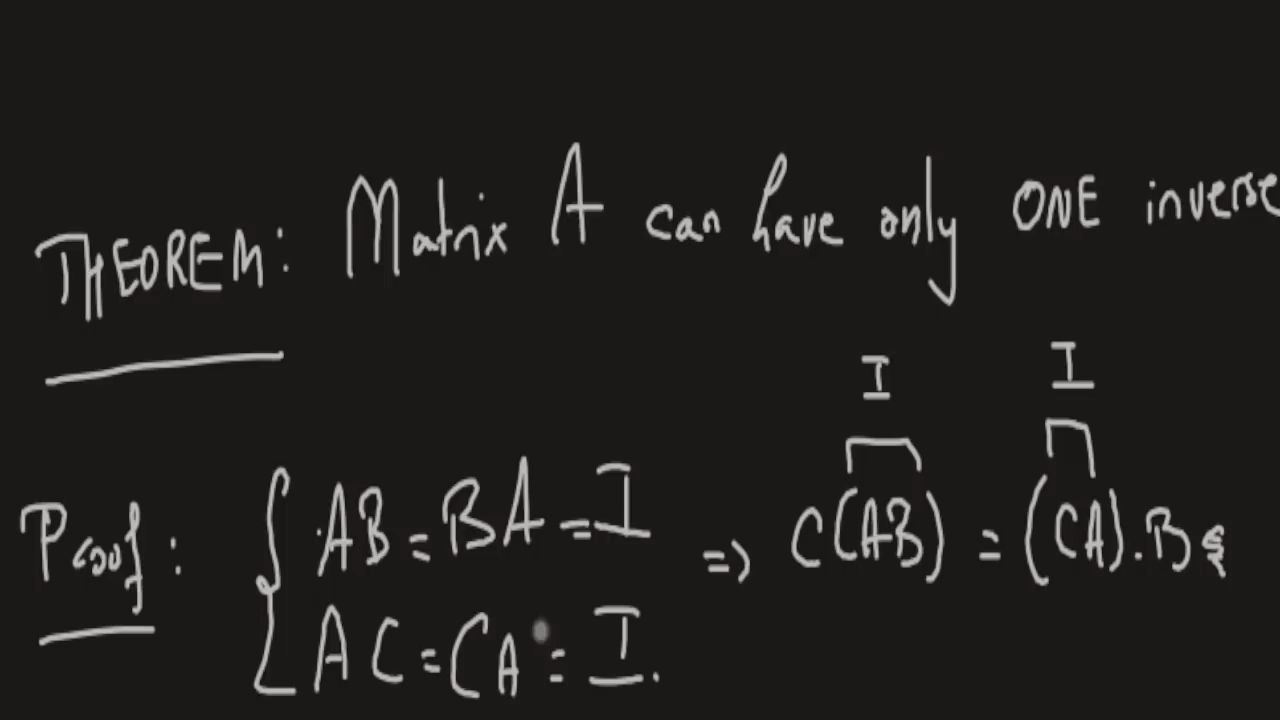 THEOREM: Matrix A can have only ONE inverse
I I
Proof: { AB = BA = I => C(AB) = (CA).B
AC = CA = I.